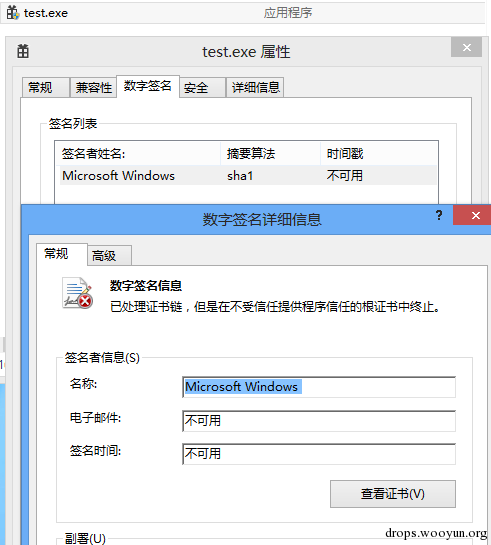 test.exe 应用程序
test.exe 属性
常规 兼容性 数字签名 安全 详细信息
签名列表
签名者姓名: 摘要算法 时间戳
Microsoft Windows sha1 不可用
数字签名详细信息 ?
常规 高级
数字签名信息
已处理证书链，但是在不受信任提供程序信任的根证书中终止。
签名者信息(S)
名称: Microsoft Windows
电子邮件: 不可用
签名时间: 不可用
查看证书(V)
副署(U)
drops.wooyun.org